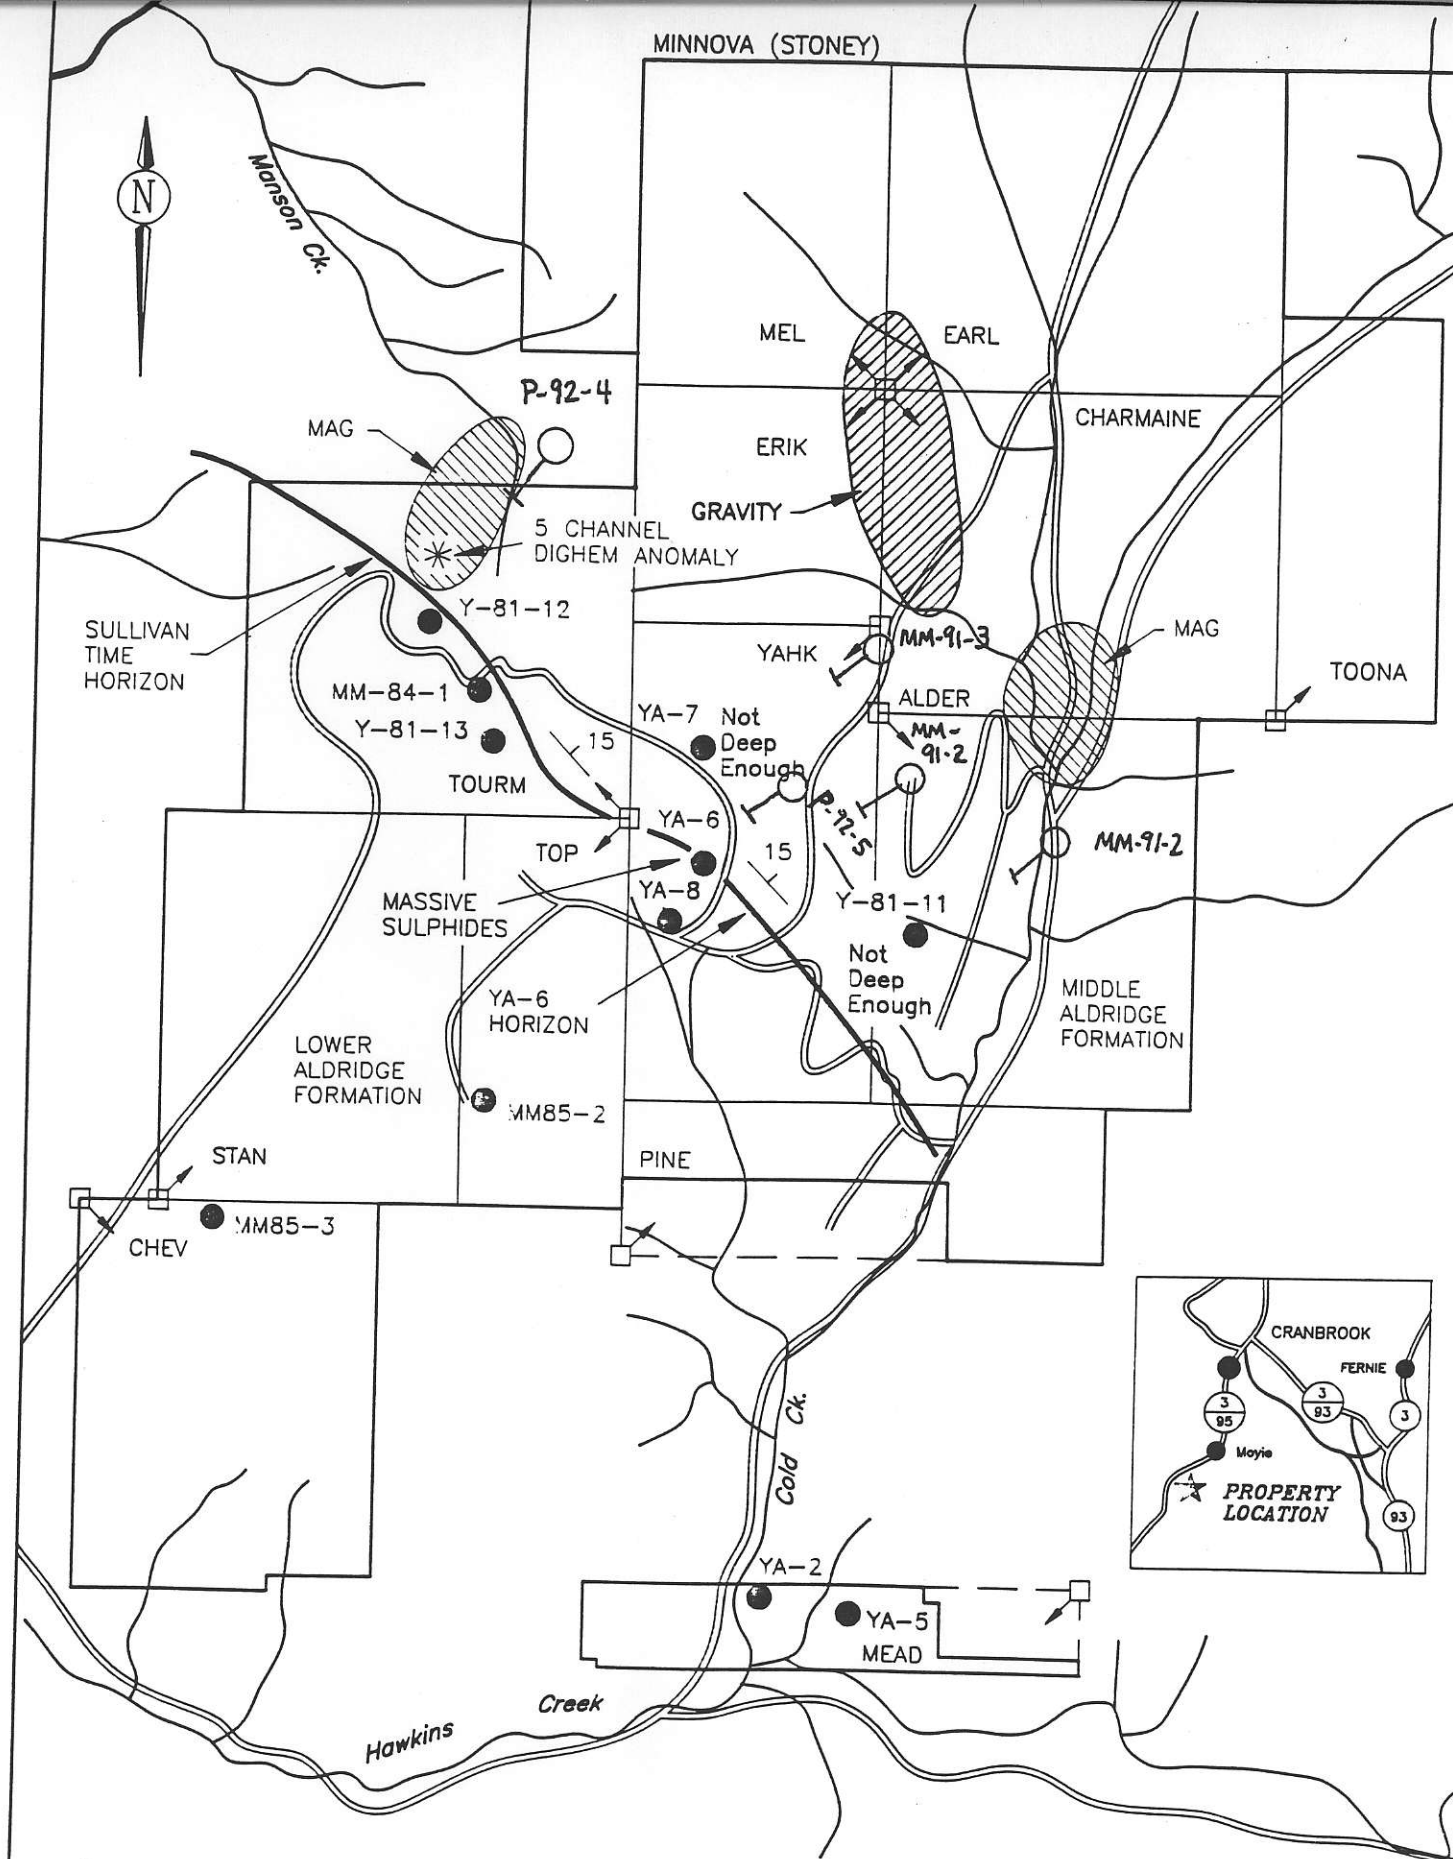 MINNOVA (STONEY)
N
Manson Ck.
MEL
EARL
P-92-4
CHARMAINE
MAG
ERIK
GRAVITY
5 CHANNEL
DIGHEM ANOMALY
Y-81-12
SULLIVAN
TIME
HORIZON
MM-91-3
MAG
YAHK
TOONA
MM-84-1
ALDER
YA-7
Not
Deep
Enough
Y-81-13
15
MM-
91-2
TOURM
P-92-5
YA-6
TOP
15
MM-91-2
MASSIVE
SULPHIDES
YA-8
Y-81-11
Not
Deep
Enough
YA-6
HORIZON
MIDDLE
ALDRIDGE
FORMATION
LOWER
ALDRIDGE
FORMATION
MM85-2
STAN
PINE
MM85-3
CHEV
CRANBROOK
FERNIE
3
95
3
93
3
Moyie
PROPERTY
LOCATION
93
Cold Ck.
YA-2
YA-5
MEAD
Hawkins Creek